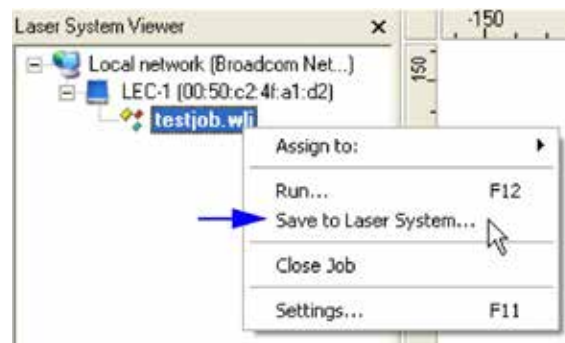 Laser System Viewer
-150
150
Local network (Broadcom Net...)
LEC-1 (00:50:c2:4f:a1:d2)
testjob.wlj
Assign to:
Run... F12
Save to Laser System...
Close Job
Settings... F11